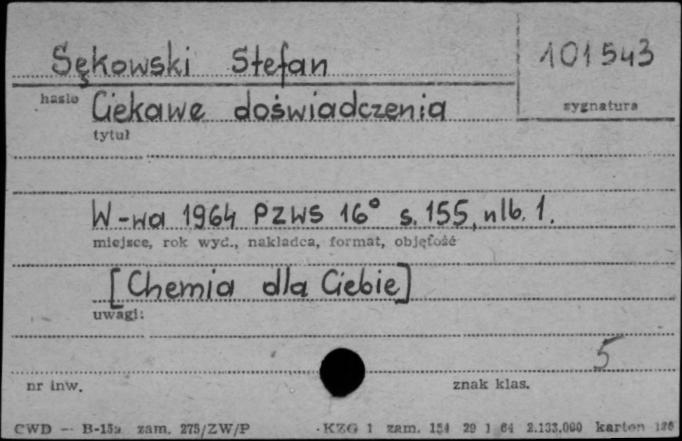 Sękowski Stefan 101543
hasło Ciekawe doświadczenia sygnatura
tytuł
W-wa 1964 PZWS 16° s. 155, nlb. 1.
miejsce, rok wyd., nakładca, format, objętość
[Chemia dla Ciebie]
uwagi:
5
nr inw. znak klas.
CWD — B-15a zam. 275/ZW/P KZG 1 zam. 154 29 1 64 2.133.000 karton